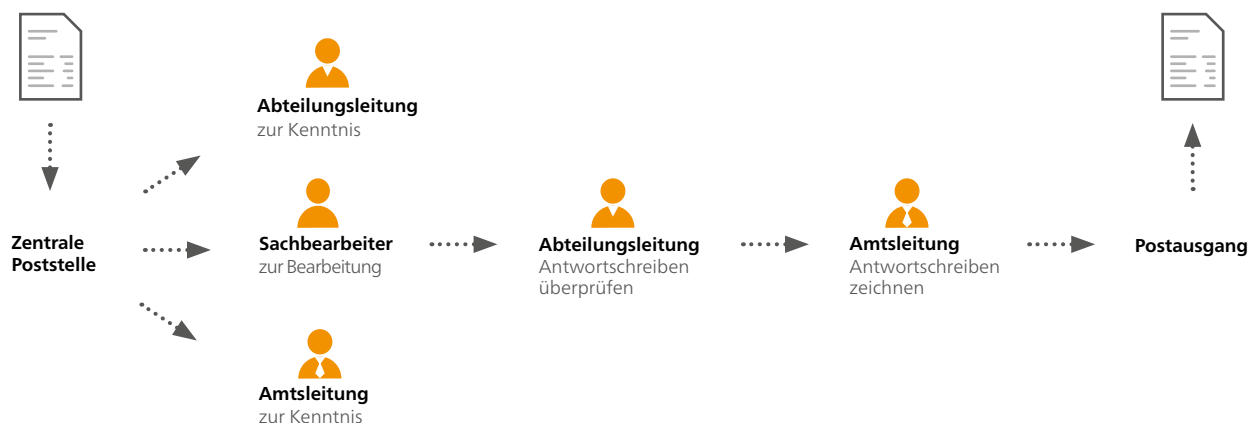 Abteilungsleitung
zur Kenntnis
Zentrale
Poststelle
Sachbearbeiter
zur Bearbeitung
Abteilungsleitung
Antwortschreiben
überprüfen
Amtsleitung
Antwortschreiben
zeichnen
Postausgang
Amtsleitung
zur Kenntnis